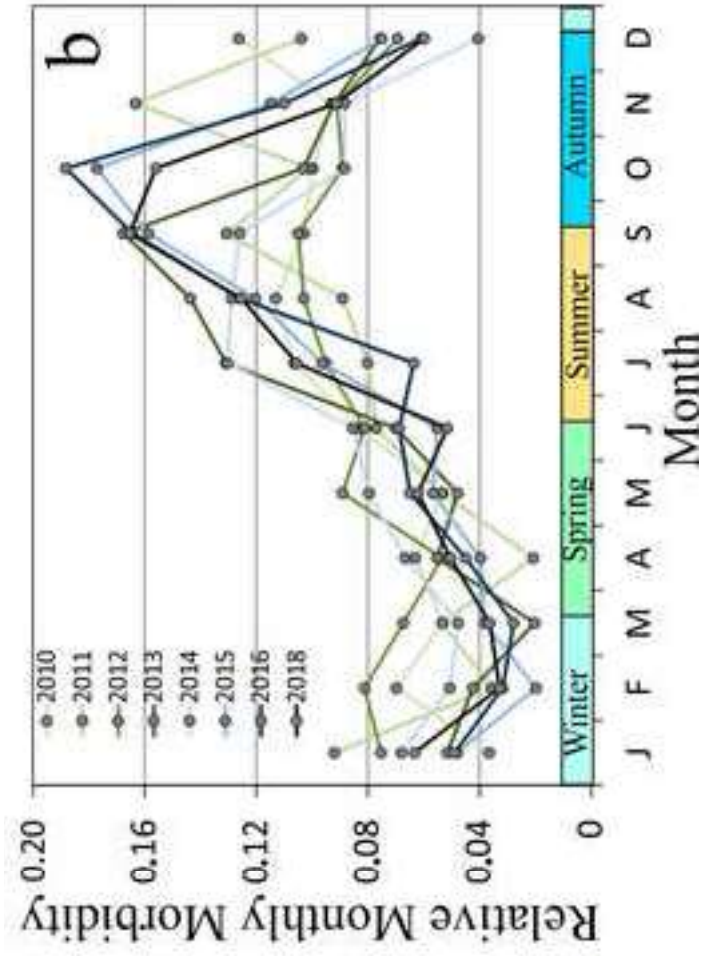 b
2010
2011
2012
2013
2014
2015
2016
2018
Relative Monthly Morbidity
0.20
0.16
0.12
0.08
0.04
0
Winter Spring Summer Autumn
J F M A M J J A S O N D
Month